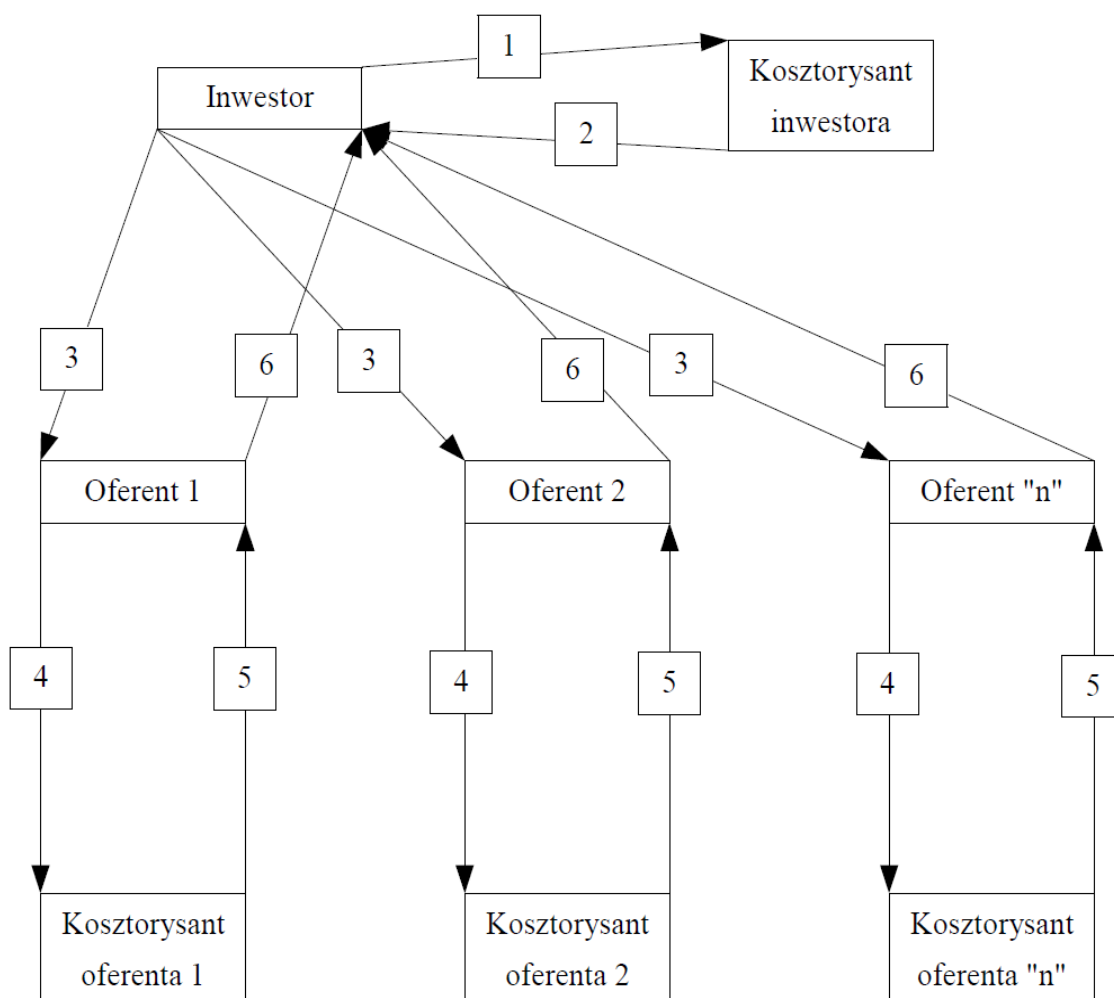 1
Kosztorysant
inwestora
Inwestor
2
3
6
3
6
3
6
Oferent 1
Oferent 2
Oferent "n"
4
5
4
5
4
5
Kosztorysant
oferenta 1
Kosztorysant
oferenta 2
Kosztorysant
oferenta "n"